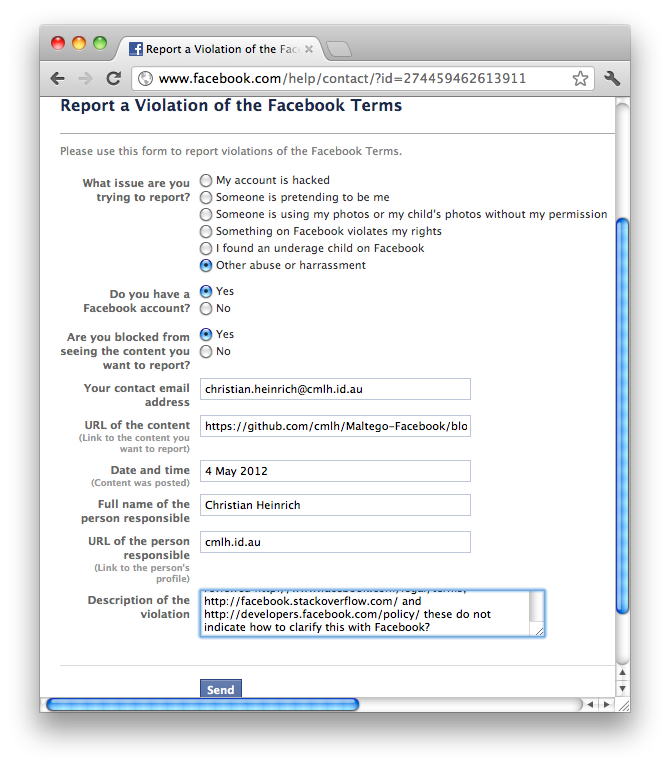 Report a Violation of the Fac
www.facebook.com/help/contact/?id=274459462613911
Report a Violation of the Facebook Terms
Please use this form to report violations of the Facebook Terms.
What issue are you
trying to report?
My account is hacked
Someone is pretending to be me
Someone is using my photos or my child's photos without my permission
Something on Facebook violates my rights
I found an underage child on Facebook
Other abuse or harrassment
Do you have a
Facebook account?
Yes
No
Are you blocked from
seeing the content you
want to report?
Yes
No
Your contact email
address
christian.heinrich@cmlh.id.au
URL of the content
(Link to the content you
want to report)
https://github.com/cmlh/Maltego-Facebook/blo
Date and time
(Content was posted)
4 May 2012
Full name of the
person responsible
Christian Heinrich
URL of the person
responsible
(Link to the person's
profile)
cmlh.id.au
Description of the
violation
http://facebook.stackoverflow.com/ and
http://developers.facebook.com/policy/ these do not
indicate how to clarify this with Facebook?
Send